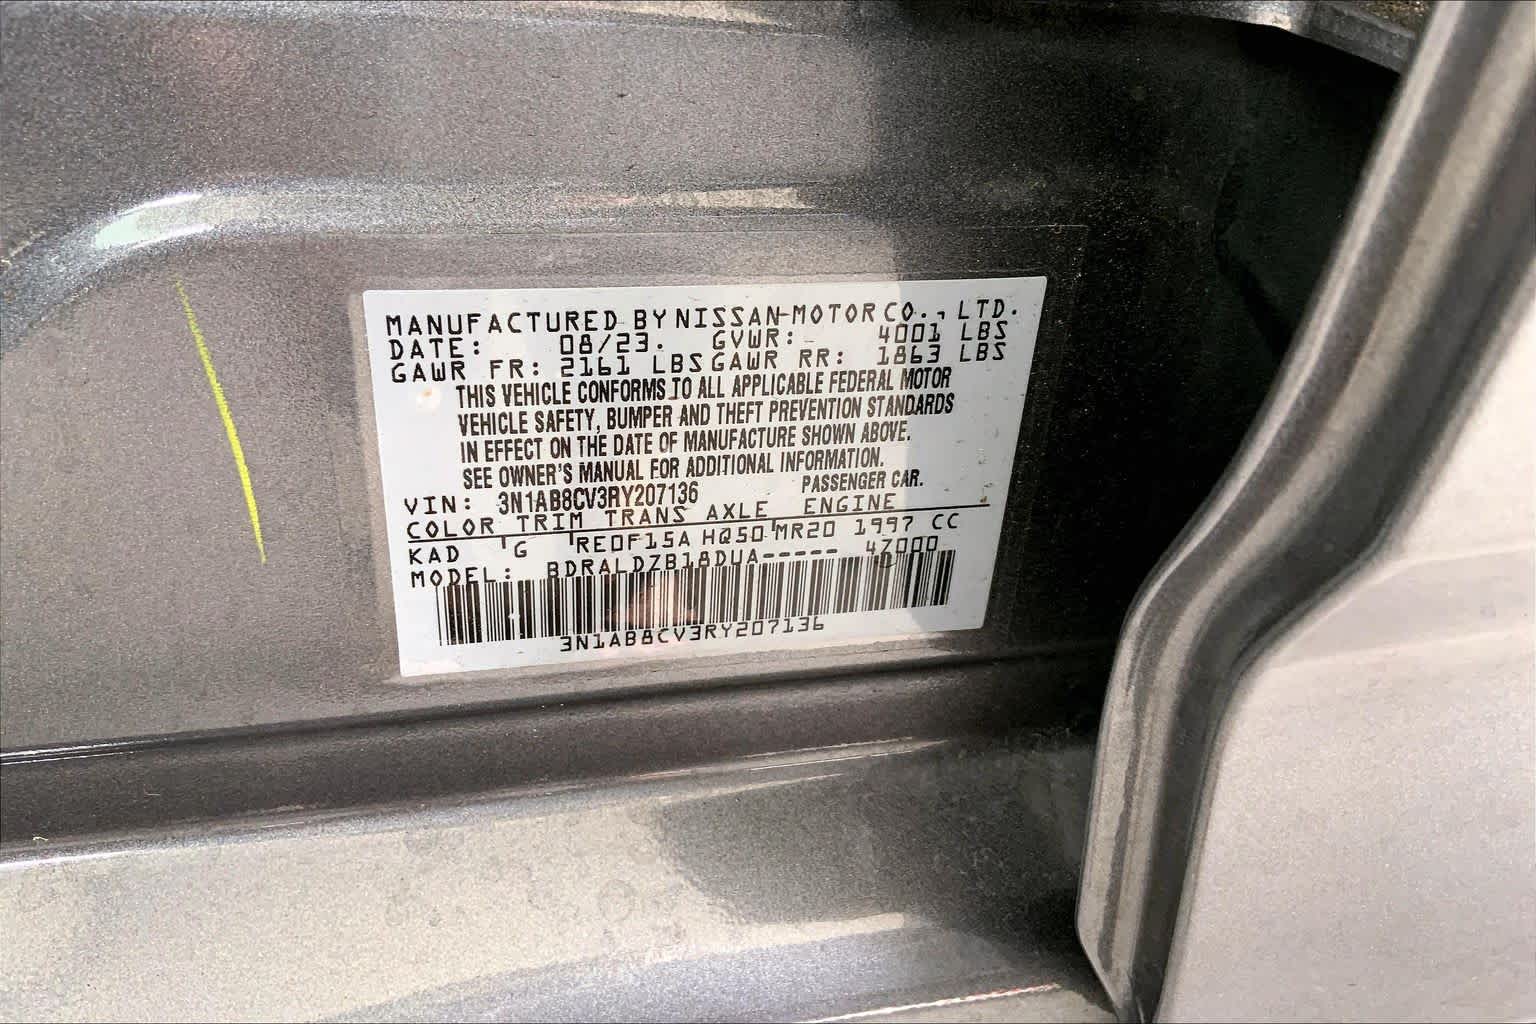 MANUFACTURED BY NISSAN MOTOR CO., LTD.
DATE: 08/23. GVWR: 4001 LBS
GAWR FR: 2161 LBS GAWR RR: 1863 LBS
THIS VEHICLE CONFORMS TO ALL APPLICABLE FEDERAL MOTOR
VEHICLE SAFETY, BUMPER AND THEFT PREVENTION STANDARDS
IN EFFECT ON THE DATE OF MANUFACTURE SHOWN ABOVE.
SEE OWNER'S MANUAL FOR ADDITIONAL INFORMATION.
PASSENGER CAR.
VIN: 3N1AB8CV3RY207136
COLOR TRIM TRANS AXLE ENGINE
KAD G RE0F15A HQ50 MR20 1997 CC
MODEL: BDRALDZB18DUA----- 47000
3N1AB8CV3RY207136